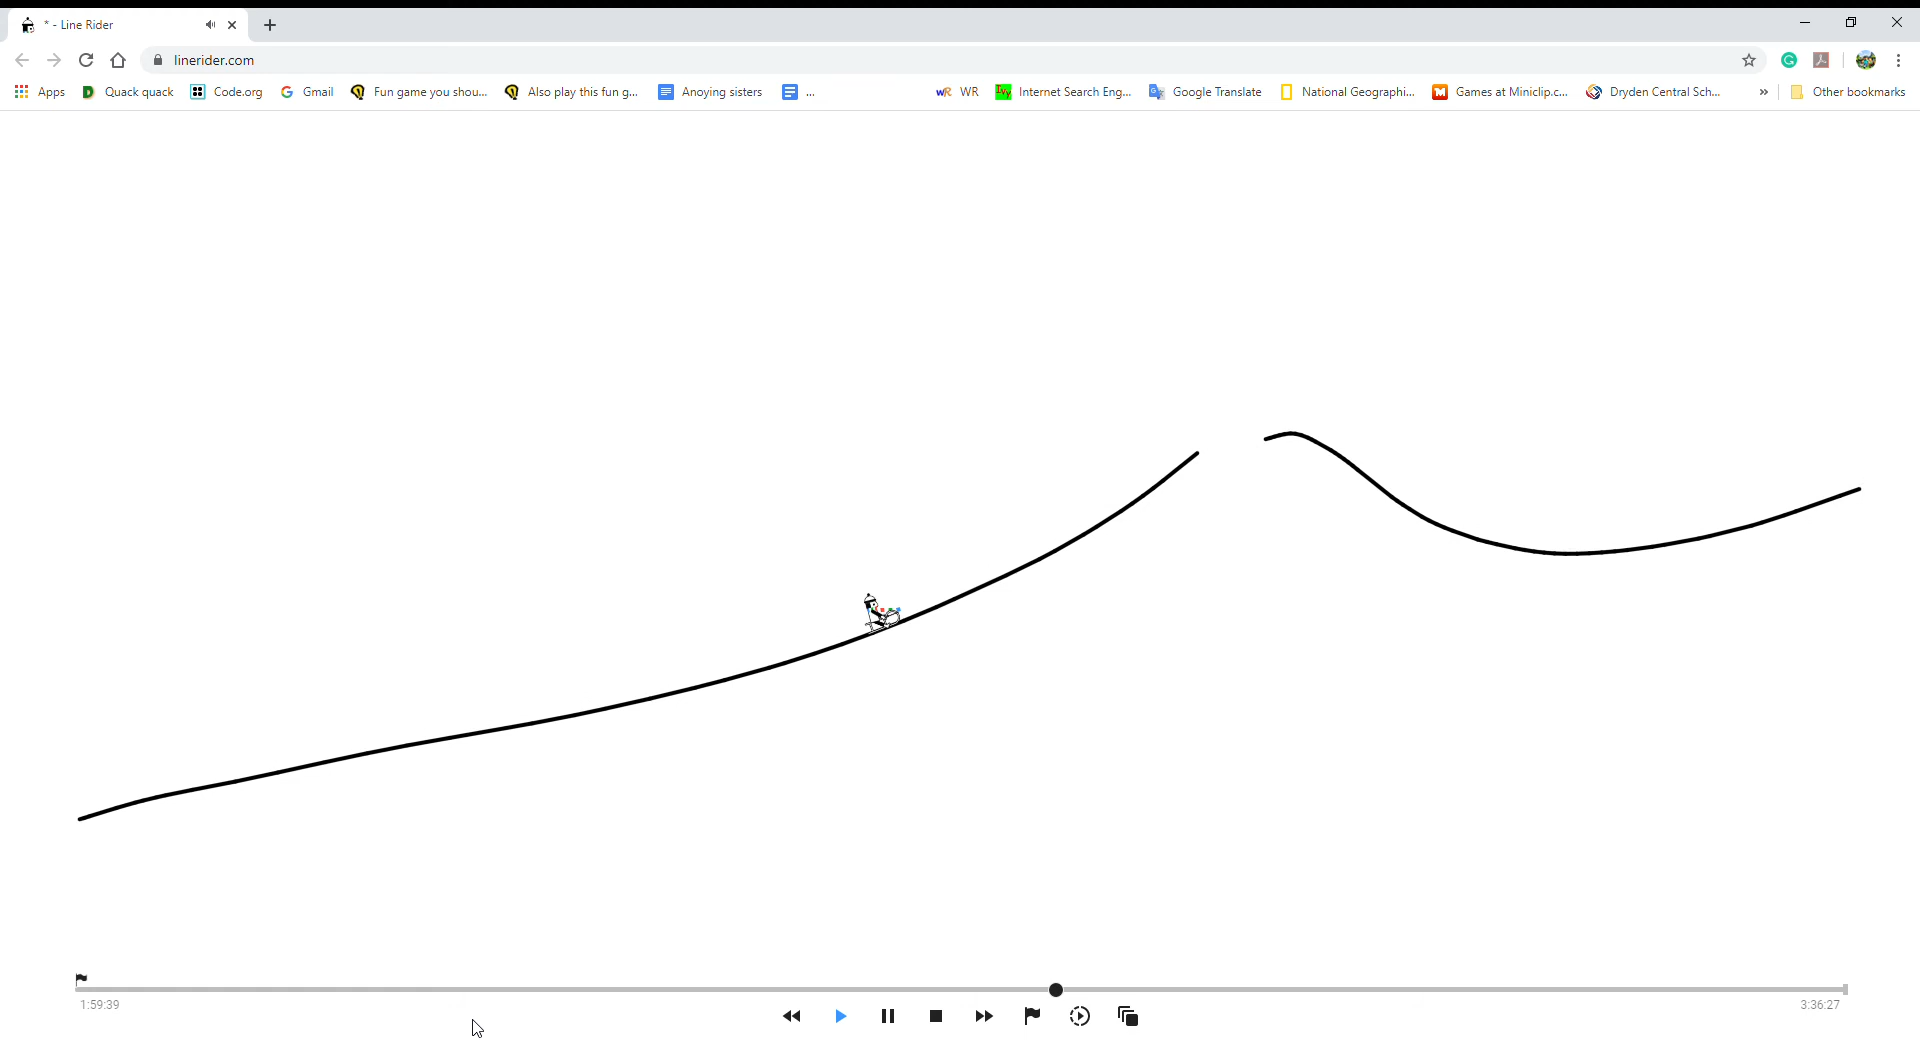 * - Line Rider
linerider.com
Apps Quack quack Code.org Gmail Fun game you shou... Also play this fun g... Anoying sisters ... WR Internet Search Eng... Google Translate National Geographi... Games at Miniclip.c... Dryden Central Sch... » Other bookmarks
1:59:39 3:36:27